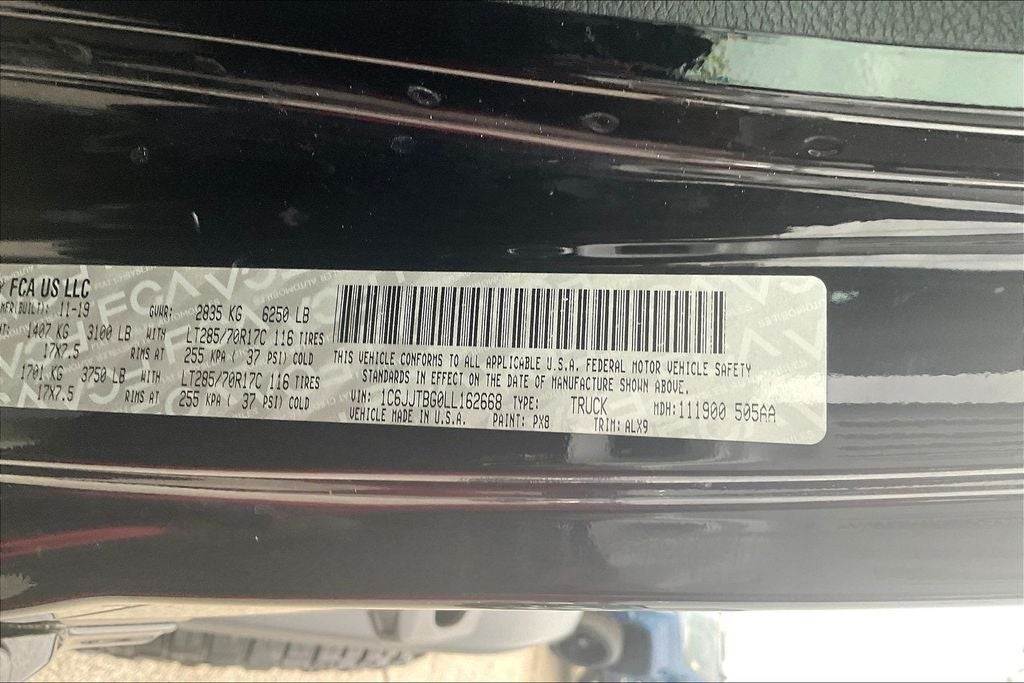 FCA US LLC
11-19 GVWR: 2835 KG 6250 LB
1407 KG 3100 LB WITH LT285/70R17C 116 TIRES
17X7.5 RIMS AT 255 KPA ( 37 PSI) COLD
1701 KG 3750 LB WITH LT285/70R17C 116 TIRES
17X7.5 RIMS AT 255 KPA ( 37 PSI) COLD
THIS VEHICLE CONFORMS TO ALL APPLICABLE U.S.A. FEDERAL MOTOR VEHICLE SAFETY
STANDARDS IN EFFECT ON THE DATE OF MANUFACTURE SHOWN ABOVE.
VIN: 1C6JJTBG0LL162668 TYPE: TRUCK MDH:111900 505AA
VEHICLE MADE IN U.S.A. PAINT: PX8 TRIM: ALX9